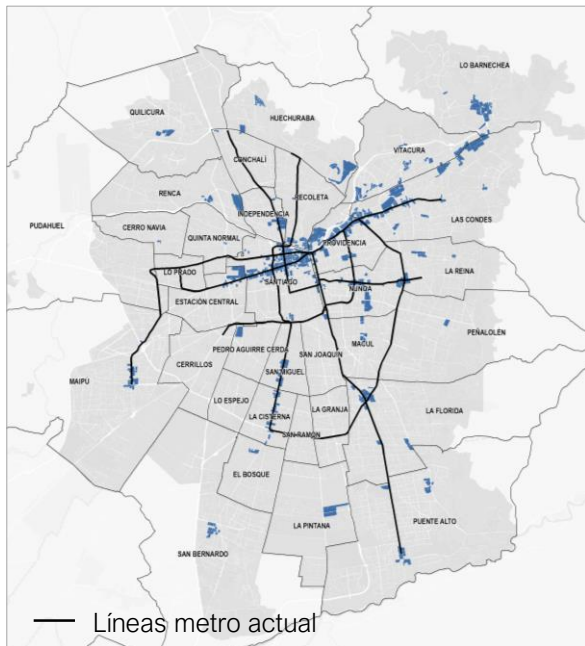 LO BARNECHEA
QUILICURA
HUECHURABA
VITACURA
CONCHALÍ
RENCA
RECOLETA
INDEPENDENCIA
LAS CONDES
PUDAHUEL
CERRO NAVIA
QUINTA NORMAL
PROVIDENCIA
LO PRADO
SANTIAGO
LA REINA
ÑUÑOA
ESTACIÓN CENTRAL
PEÑALOLEN
PEDRO AGUIRRE CERDA
MACUL
SAN JOAQUÍN
CERRILLOS
SAN MIGUEL
MAIPÚ
LO ESPEJO
LA GRANJA
LA FLORIDA
LA CISTERNA
SAN RAMÓN
EL BOSQUE
LA PINTANA
PUENTE ALTO
SAN BERNARDO
Líneas metro actual